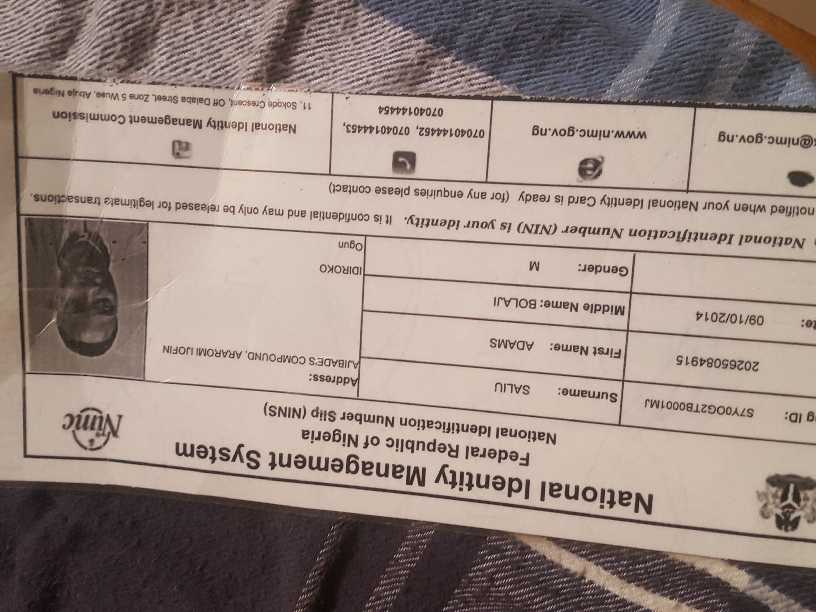 National Identity Management System
Federal Republic of Nigeria
National Identification Number Slip (NINS)
Nimc
g ID: S7Y0OG2TB0001MJ
Surname: SALIU
Address:
AJIBADE'S COMPOUND, ARAROMI IJOFIN
20265084915
First Name: ADAMS
te: 09/10/2014
Middle Name: BOLAJI
Gender: M
IDIROKO
Ogun
National Identification Number (NIN) is your identity. It is confidential and may only be released for legitimate transactions.
notified when your National Identity Card is ready (for any enquiries please contact)
@nimc.gov.ng
www.nimc.gov.ng
07040144452, 07040144453,
07040144454
National Identity Management Commission
11, Sokode Crescent, Off Dalaba Street, Zone 5 Wuse, Abuja Nigeria